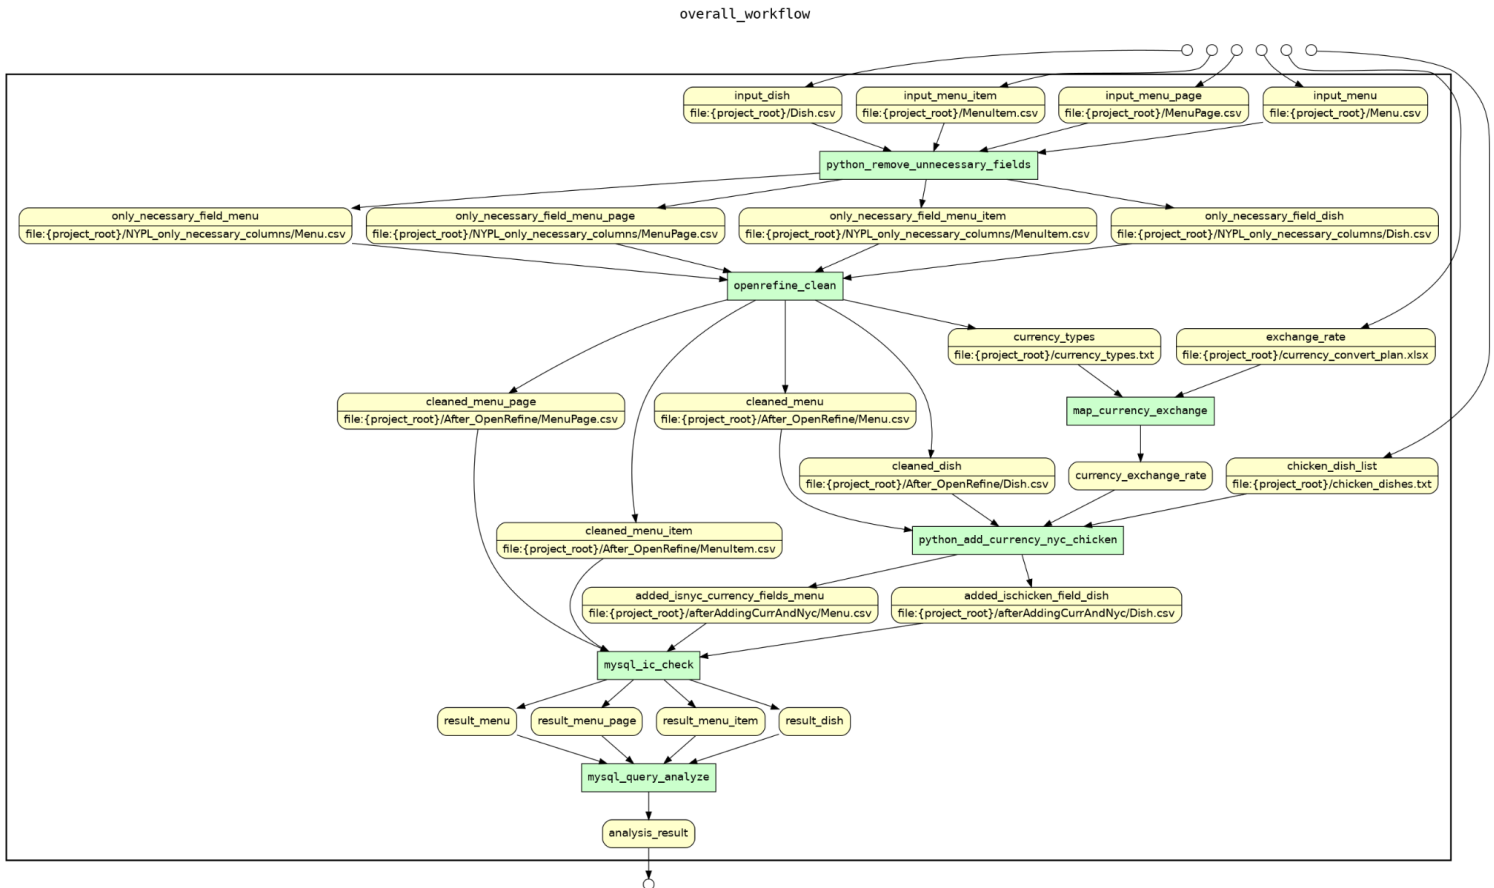 overall_workflow
input_dish
file:{project_root}/Dish.csv
input_menu_item
file:{project_root}/MenuItem.csv
input_menu_page
file:{project_root}/MenuPage.csv
input_menu
file:{project_root}/Menu.csv
python_remove_unnecessary_fields
only_necessary_field_menu
file:{project_root}/NYPL_only_necessary_columns/Menu.csv
only_necessary_field_menu_page
file:{project_root}/NYPL_only_necessary_columns/MenuPage.csv
only_necessary_field_menu_item
file:{project_root}/NYPL_only_necessary_columns/MenuItem.csv
only_necessary_field_dish
file:{project_root}/NYPL_only_necessary_columns/Dish.csv
openrefine_clean
currency_types
file:{project_root}/currency_types.txt
exchange_rate
file:{project_root}/currency_convert_plan.xlsx
cleaned_menu_page
file:{project_root}/After_OpenRefine/MenuPage.csv
cleaned_menu
file:{project_root}/After_OpenRefine/Menu.csv
map_currency_exchange
cleaned_dish
file:{project_root}/After_OpenRefine/Dish.csv
currency_exchange_rate
chicken_dish_list
file:{project_root}/chicken_dishes.txt
cleaned_menu_item
file:{project_root}/After_OpenRefine/MenuItem.csv
python_add_currency_nyc_chicken
added_isnyc_currency_fields_menu
file:{project_root}/afterAddingCurrAndNyc/Menu.csv
added_ischicken_field_dish
file:{project_root}/afterAddingCurrAndNyc/Dish.csv
mysql_ic_check
result_menu
result_menu_page
result_menu_item
result_dish
mysql_query_analyze
analysis_result